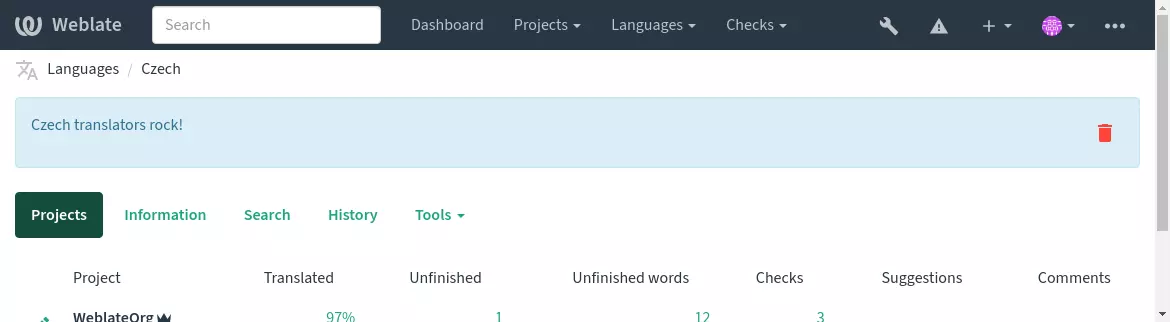 Weblate Search Dashboard Projects Languages Checks
Languages / Czech
Czech translators rock!
Projects Information Search History Tools
Project Translated Unfinished Unfinished words Checks Suggestions Comments
WeblateOrg 97% 1 12 3